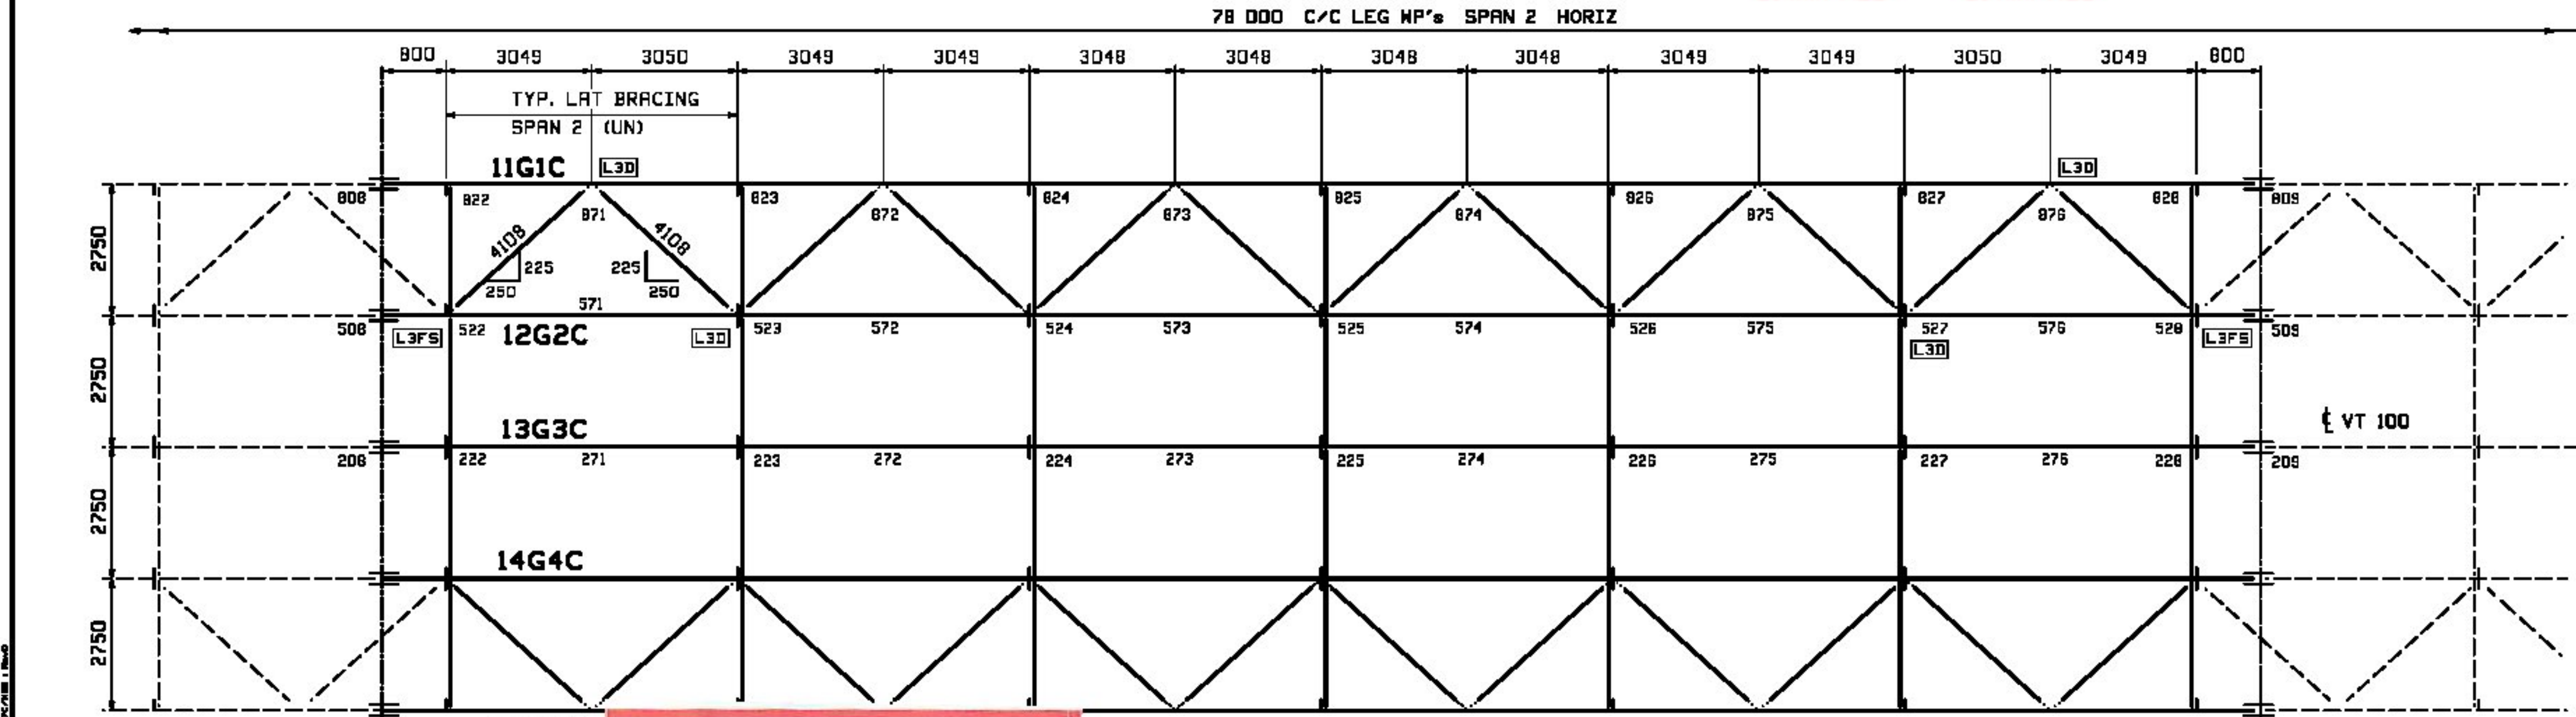 78 000 C/C LEG WP's SPAN 2 HORIZ
800 3049 3050 3049 3049 3048 3048 3048 3048 3049 3049 3050 3049 800
TYP. LAT BRACING
SPAN 2 (UN)
11G1C L3D L3D
808 822 871 823 872 824 873 825 874 826 875 827 876 828 809
2750
4108 4108
225 225
250 250
571
508 522 12G2C 523 572 524 573 525 574 526 575 527 576 528 509
L3FS L3D L3D L3FS
2750
13G3C
℄ VT 100
208 222 271 223 272 224 273 225 274 226 275 227 276 228 209
2750
14G4C
2750